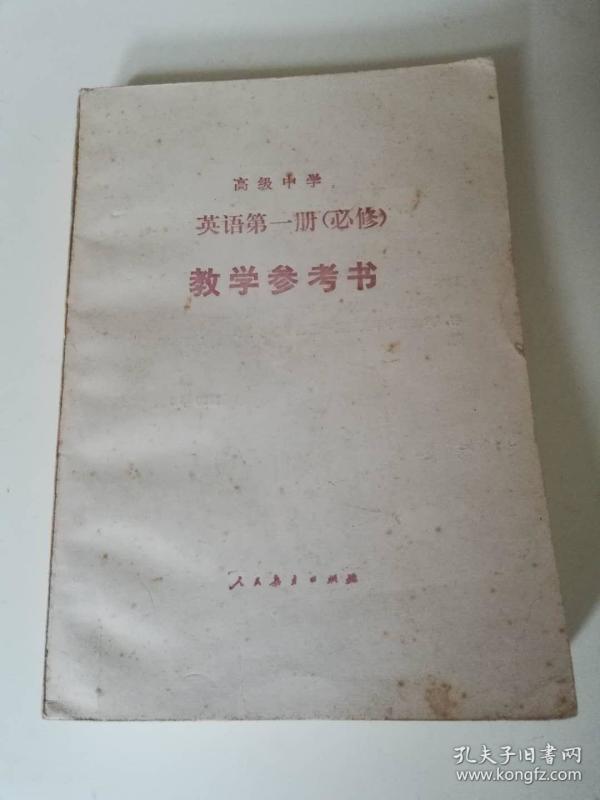 高级中学
英语第一册(必修)
教学参考书
人民教育出版社
孔夫子旧书网
www.kongfz.com